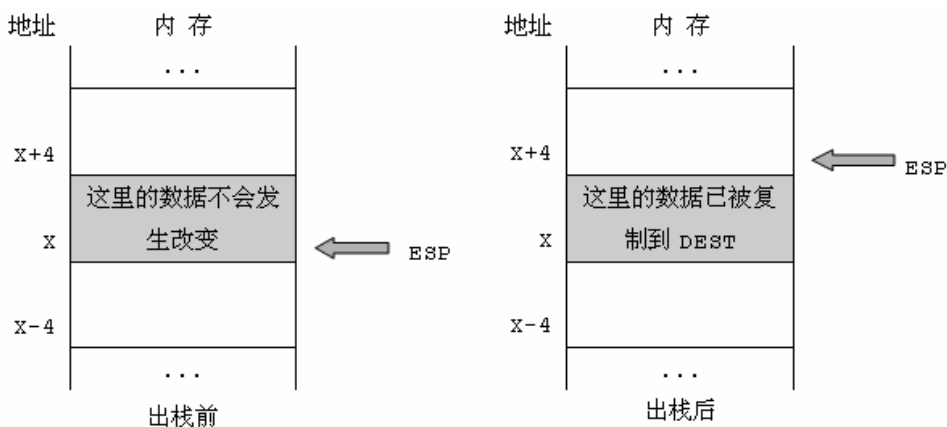 地址 内 存
...
X+4
这里的数据不会发
生改变
X
ESP
X-4
...
出栈前
地址 内 存
...
X+4
ESP
这里的数据已被复
制到 DEST
X
X-4
...
出栈后